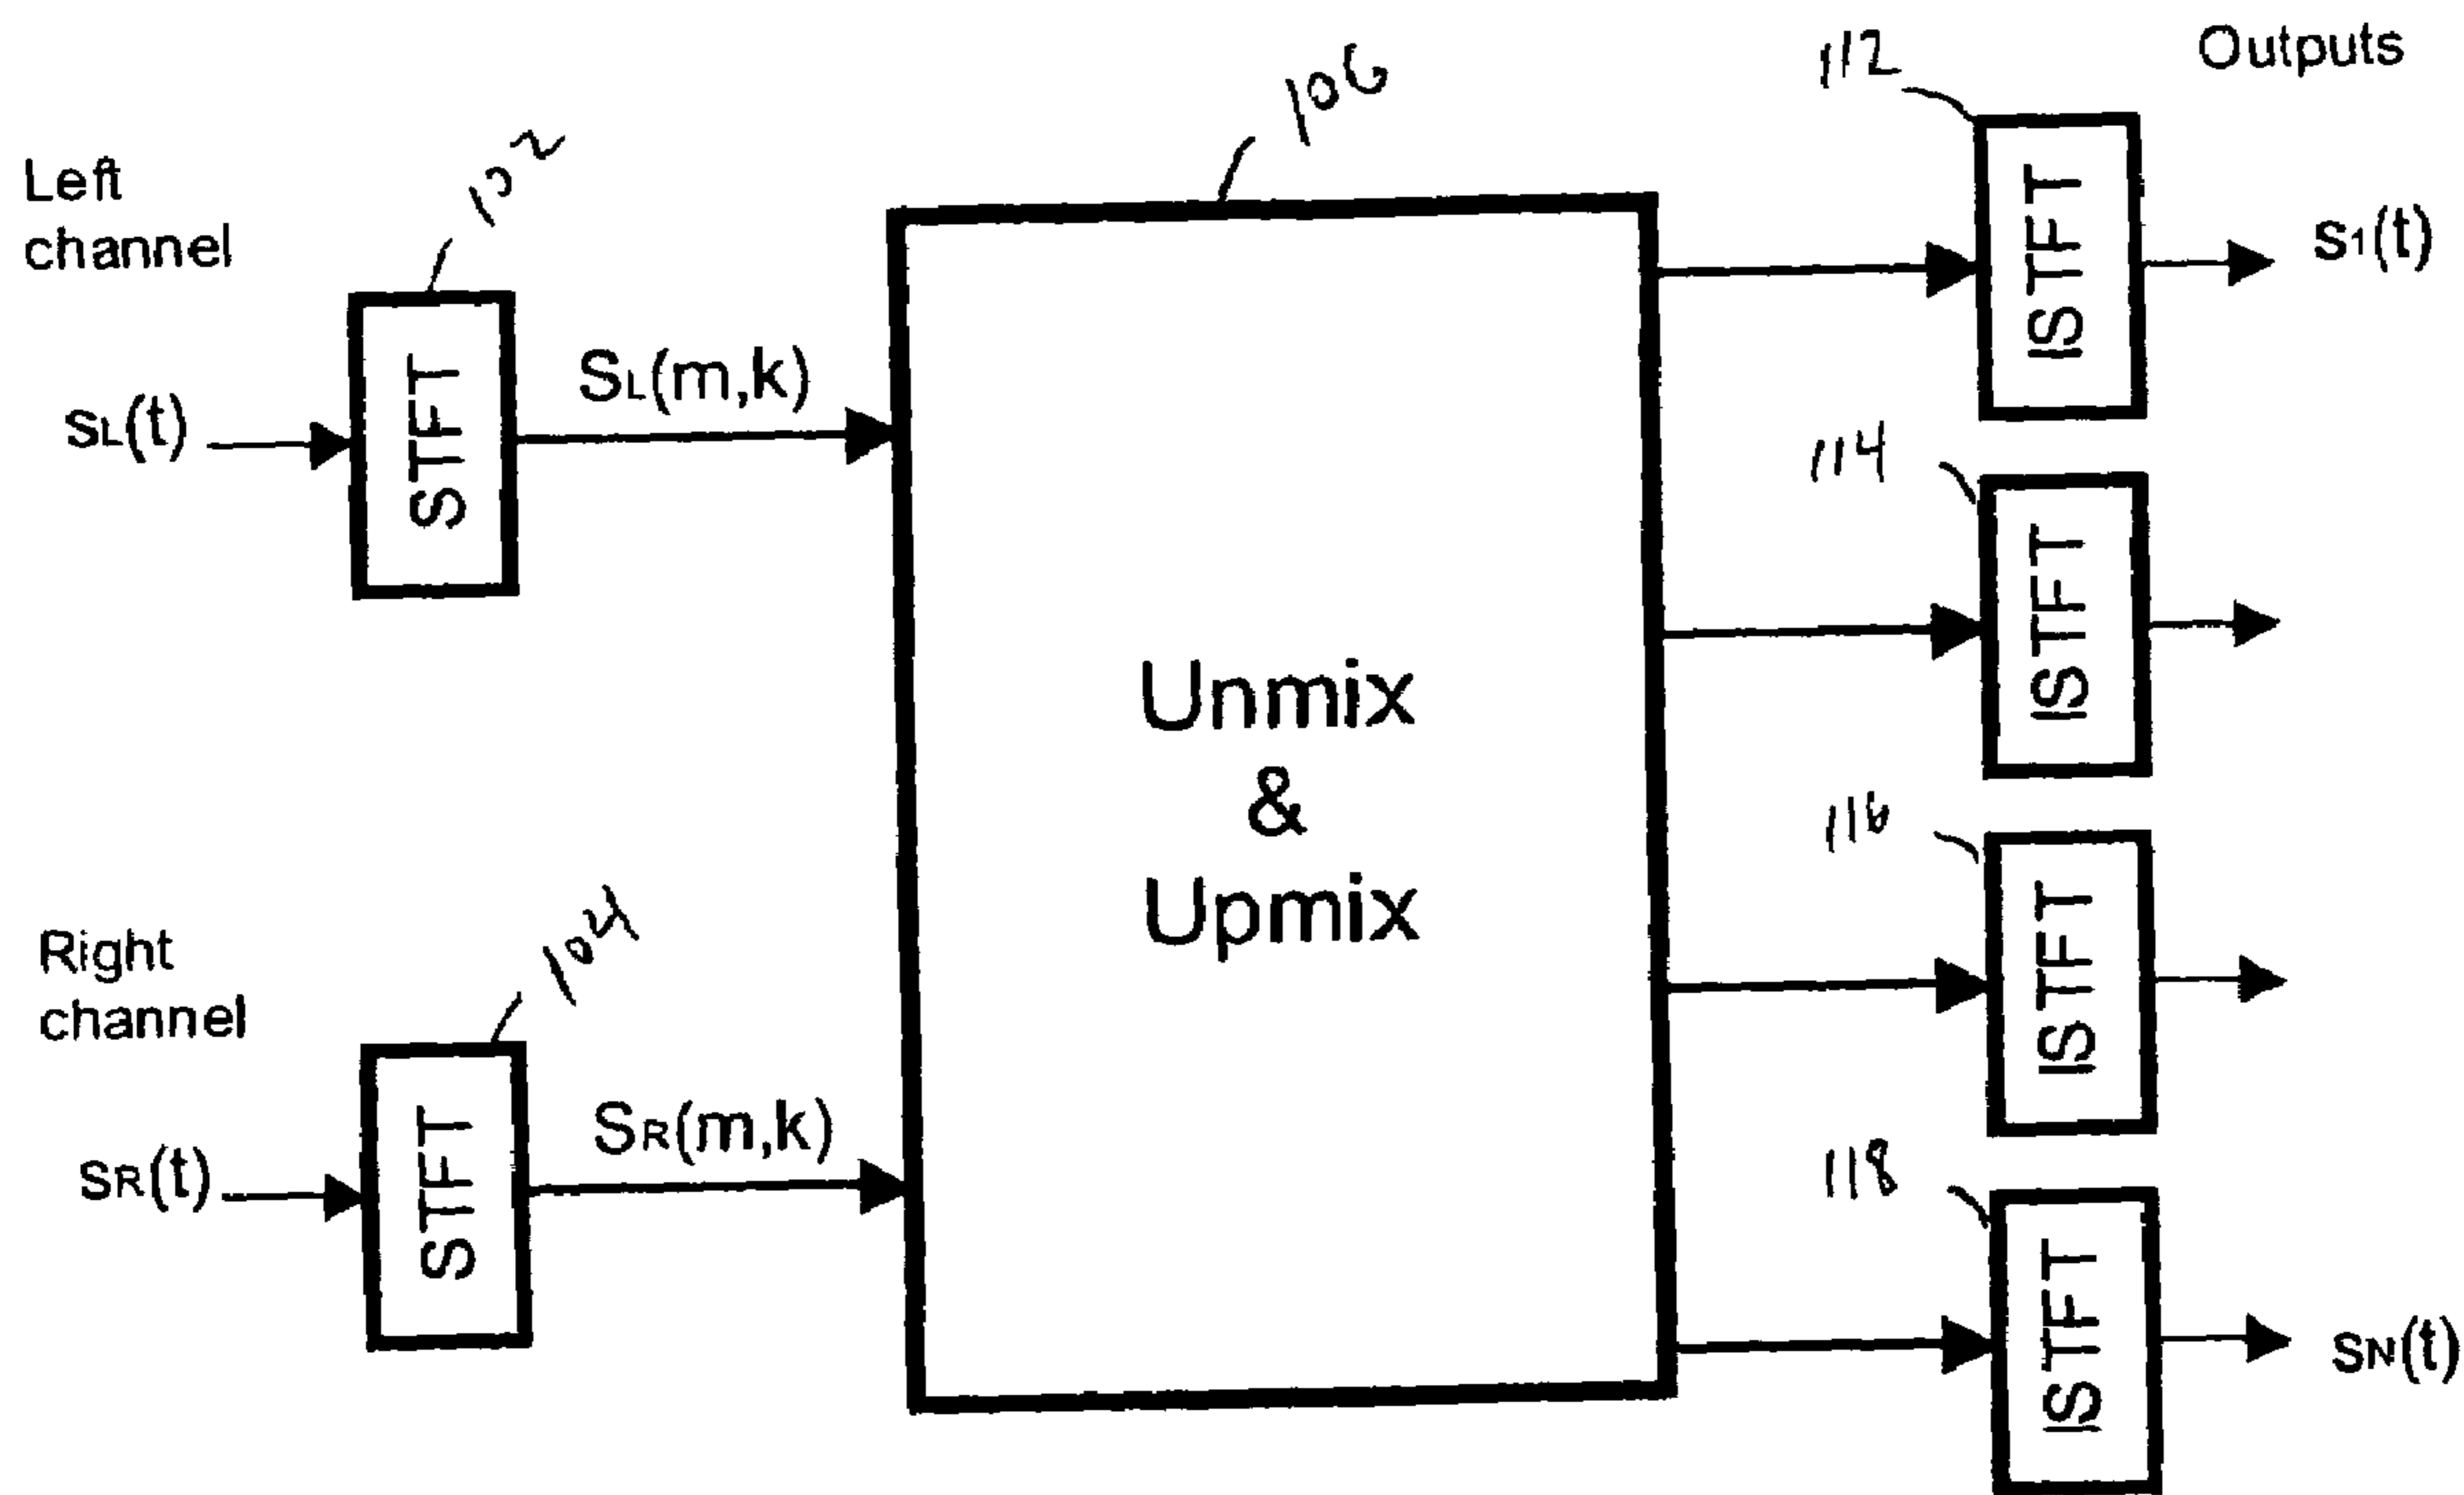 Left
channel
102
sL(t)
STFT
SL(m,k)
Right
channel
104
sR(t)
STFT
SR(m,k)
106
Unmix
&
Upmix
Outputs
112
ISTFT
s1(t)
114
ISTFT
116
ISTFT
118
ISTFT
sN(t)